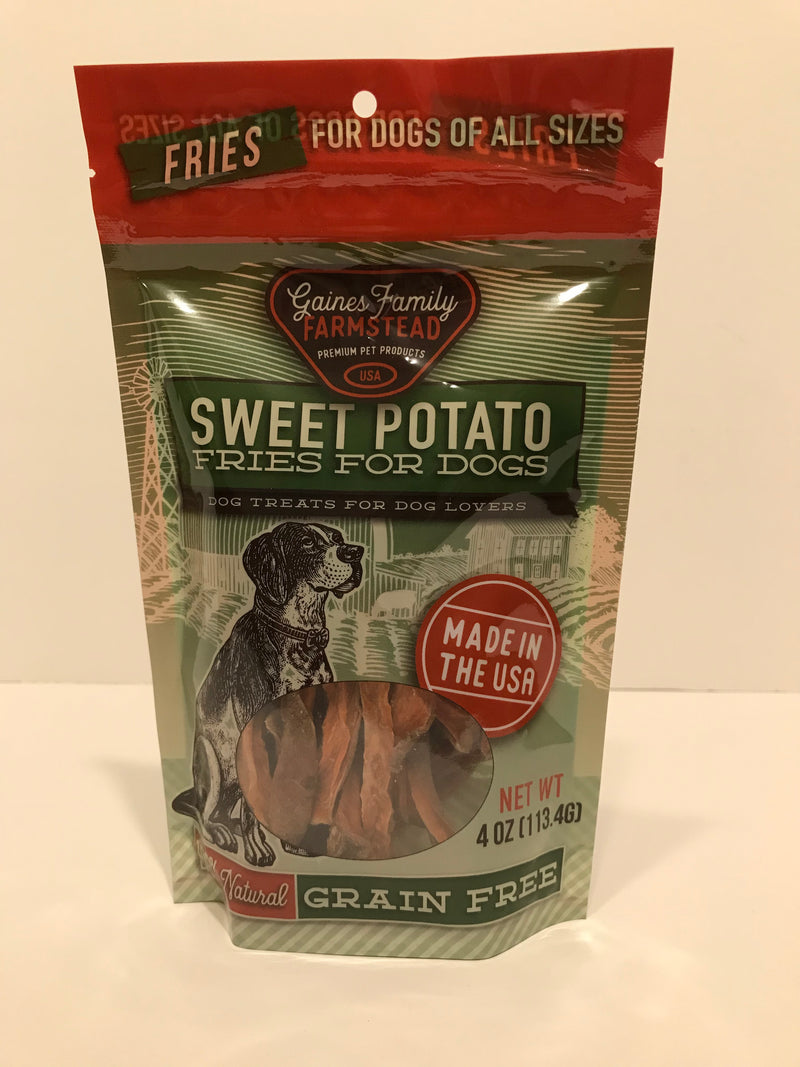 FRIES
FOR DOGS OF ALL SIZES
Gaines Family
FARMSTEAD
PREMIUM PET PRODUCTS
USA
SWEET POTATO
FRIES FOR DOGS
DOG TREATS FOR DOG LOVERS
MADE IN
THE USA
NET WT
4 OZ (113.4G)
Natural
GRAIN FREE